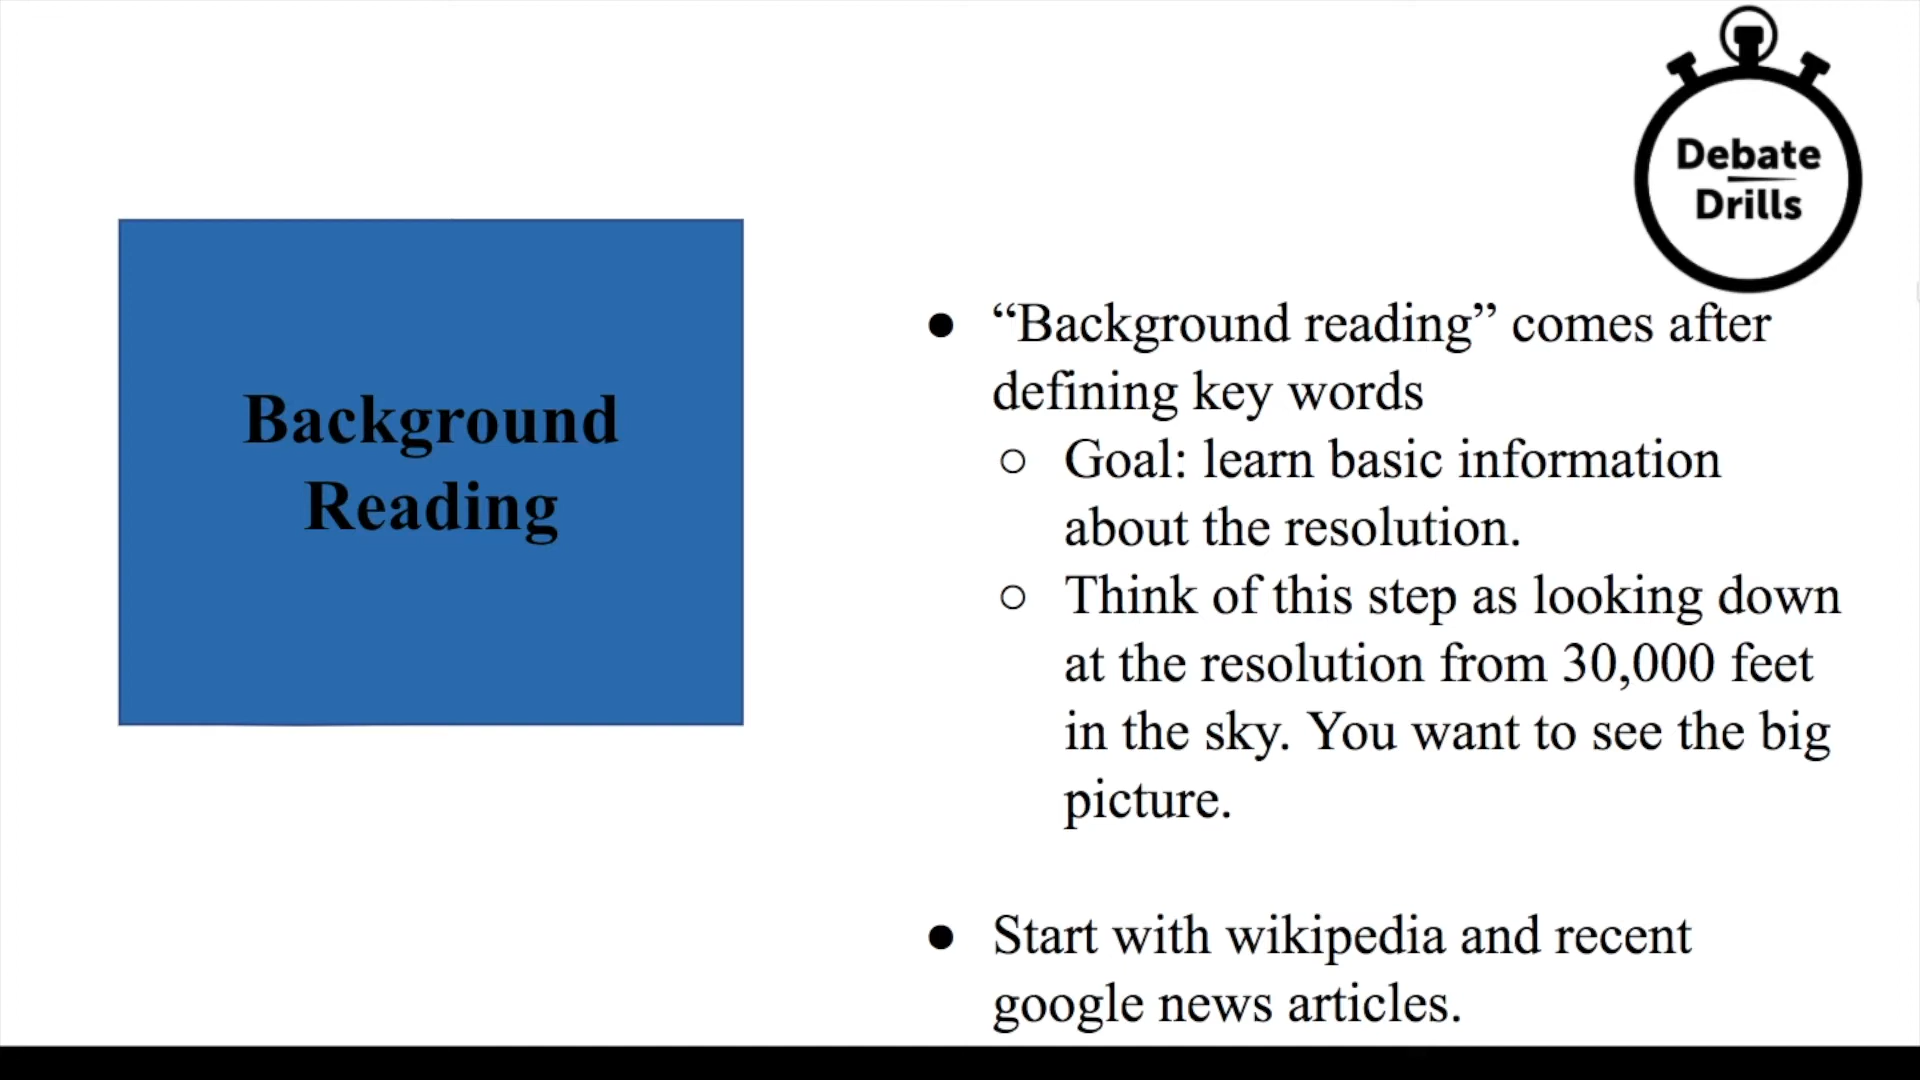 Debate
Drills
Background
Reading
● “Background reading” comes after
defining key words
○ Goal: learn basic information
about the resolution.
○ Think of this step as looking down
at the resolution from 30,000 feet
in the sky. You want to see the big
picture.
● Start with wikipedia and recent
google news articles.